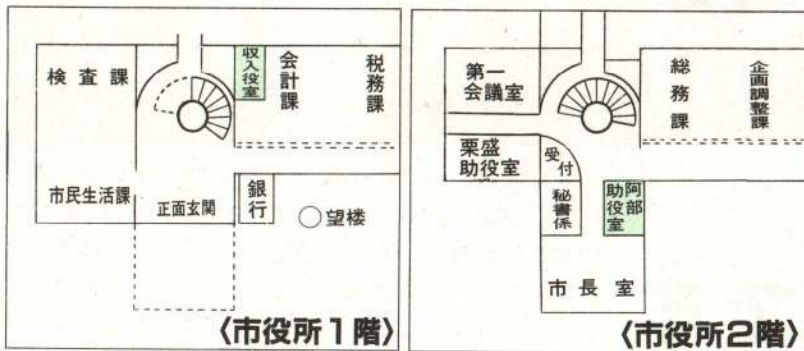 検査課
収入役室
会計課
税務課
市民生活課
正面玄関
銀行
望楼
〈市役所1階〉
第一
会議室
総務課
企画調整課
栗盛
助役室
受付
秘書係
阿部
助役室
市長室
〈市役所2階〉